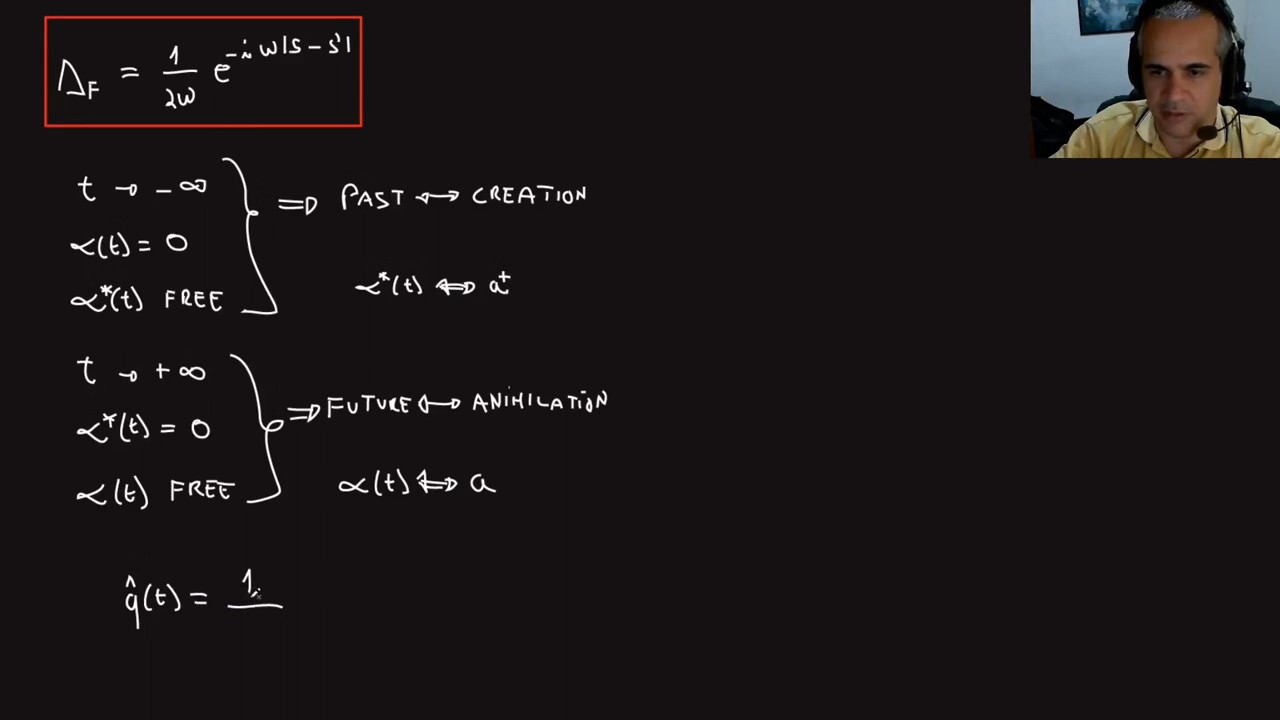 Δ_F = 1/2ω e^{-iω|s-s'|}
t → -∞
α(t) = 0
α*(t) FREE
⇒ PAST ↔ CREATION
α*(t) ⇔ a†
t → +∞
α*(t) = 0
α(t) FREE
⇒ FUTURE ↔ ANIHILATION
α(t) ⇔ a
q̂(t) = 1/